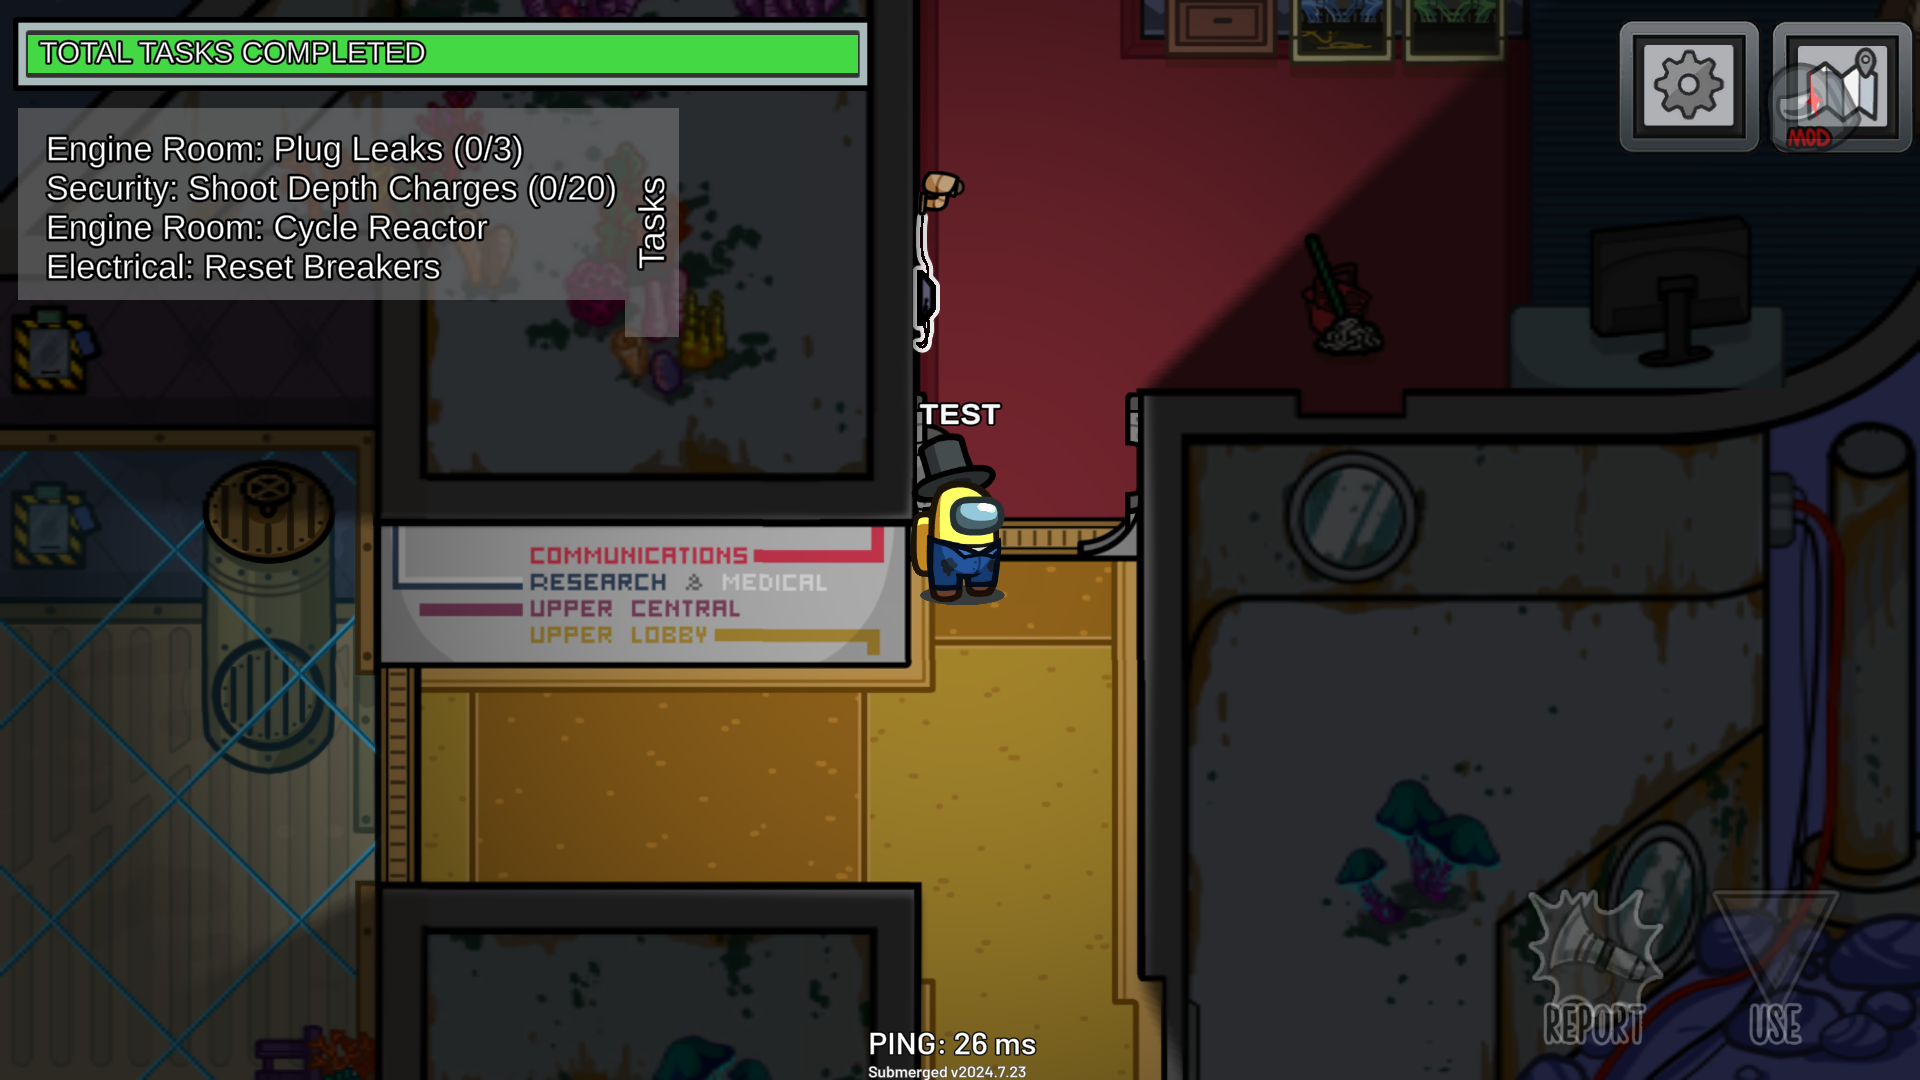 TOTAL TASKS COMPLETED
Engine Room: Plug Leaks (0/3)
Security: Shoot Depth Charges (0/20)
Engine Room: Cycle Reactor
Electrical: Reset Breakers
Tasks
MOD
TEST
COMMUNICATIONS
RESEARCH & MEDICAL
UPPER CENTRAL
UPPER LOBBY
REPORT
USE
PING: 26 ms
Submerged v2024.7.23